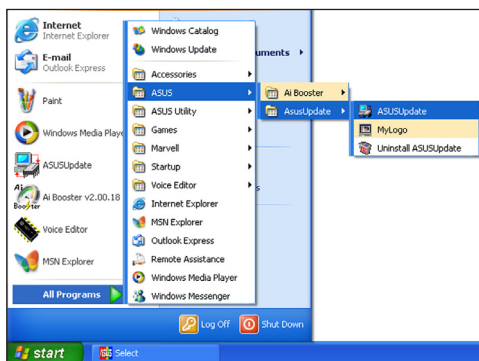 Internet
Internet Explorer
E-mail
Outlook Express
Paint
Windows Media Playe
ASUSUpdate
Ai Booster v2.00.18
Voice Editor
MSN Explorer
All Programs
Windows Catalog
Windows Update
Accessories
ASUS
ASUS Utility
Games
Marvell
Startup
Voice Editor
Internet Explorer
MSN Explorer
Outlook Express
Remote Assistance
Windows Media Player
Windows Messenger
uments
s
Ai Booster
AsusUpdate
ASUSUpdate
MyLogo
Uninstall ASUSUpdate
Log Off
Shut Down
start
Select